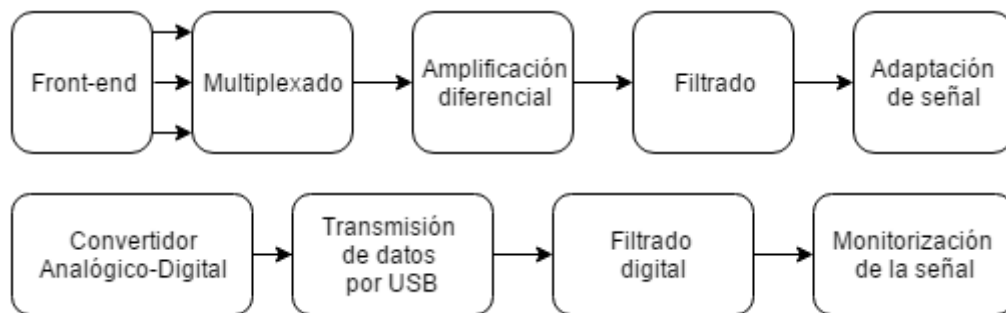 Front-end
Multiplexado
Amplificación
diferencial
Filtrado
Adaptación
de señal
Convertidor
Analógico-Digital
Transmisión
de datos
por USB
Filtrado
digital
Monitorización
de la señal